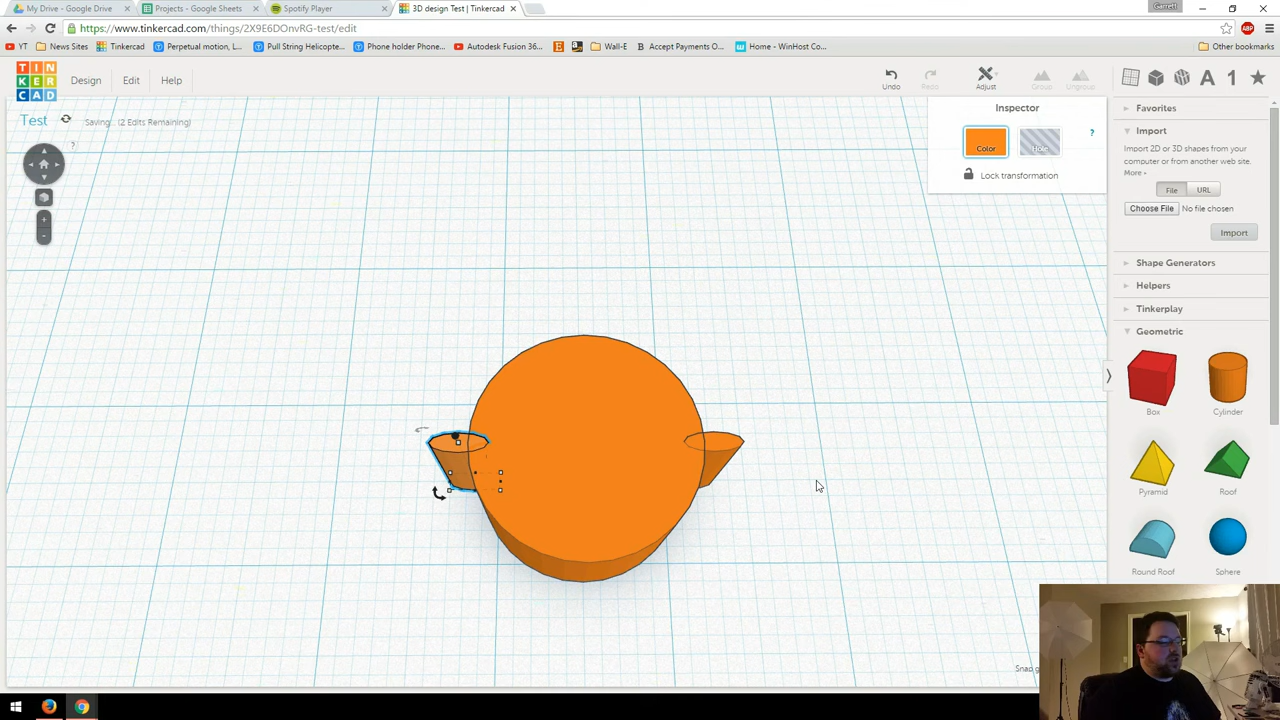 My Drive - Google Drive
Projects - Google Sheets
Spotify Player
3D design Test | Tinkercad
Garrett
https://www.tinkercad.com/things/2X9E6DOnvRG-test/edit
YT
News Sites
Tinkercad
Perpetual motion, L...
Pull String Helicopte...
Phone holder Phone...
Autodesk Fusion 36...
Wall-E
Accept Payments O...
Home - WinHost Co...
Other bookmarks
TIN
KER
CAD
Design
Edit
Help
Undo
Redo
Adjust
Group
Ungroup
Test
Saving... (2 Edits Remaining)
?
Inspector
Color
Hole
?
Lock transformation
Favorites
Import
Import 2D or 3D shapes from your
computer or from another web site.
More
File
URL
Choose File
No file chosen
Import
Shape Generators
Helpers
Tinkerplay
Geometric
Box
Cylinder
Pyramid
Roof
Round Roof
Sphere
Snap